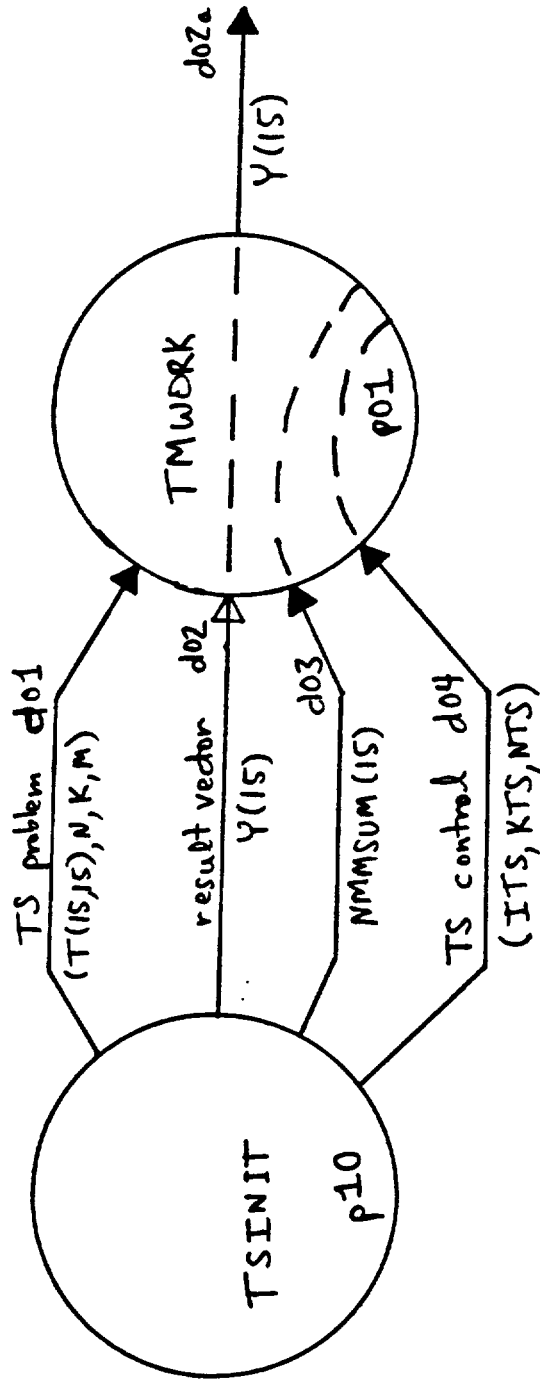 TSINIT
p10
TS problem d01
(T(15,15),N,K,M)
result vector d02
Y(15)
d03
NMMSUM(15)
TS control d04
(ITS, KTS, NTS)
TMWORK
p01
d02a
Y(15)